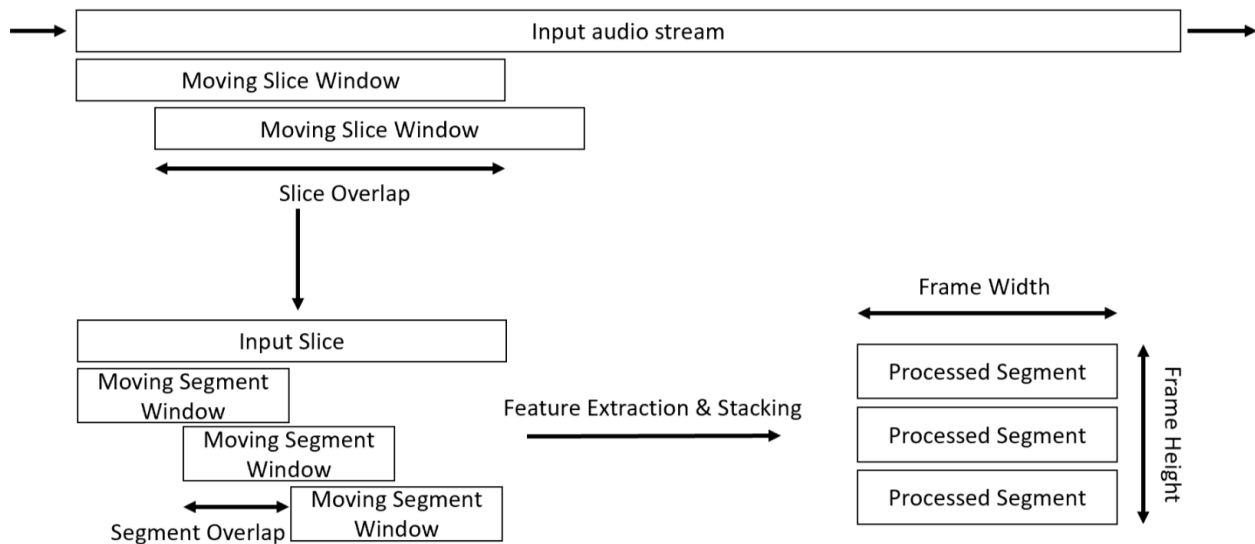 Input audio stream
Moving Slice Window
Moving Slice Window
Slice Overlap
Input Slice
Moving Segment
Window
Moving Segment
Window
Moving Segment
Window
Segment Overlap
Feature Extraction & Stacking
Frame Width
Processed Segment
Processed Segment
Processed Segment
Frame Height